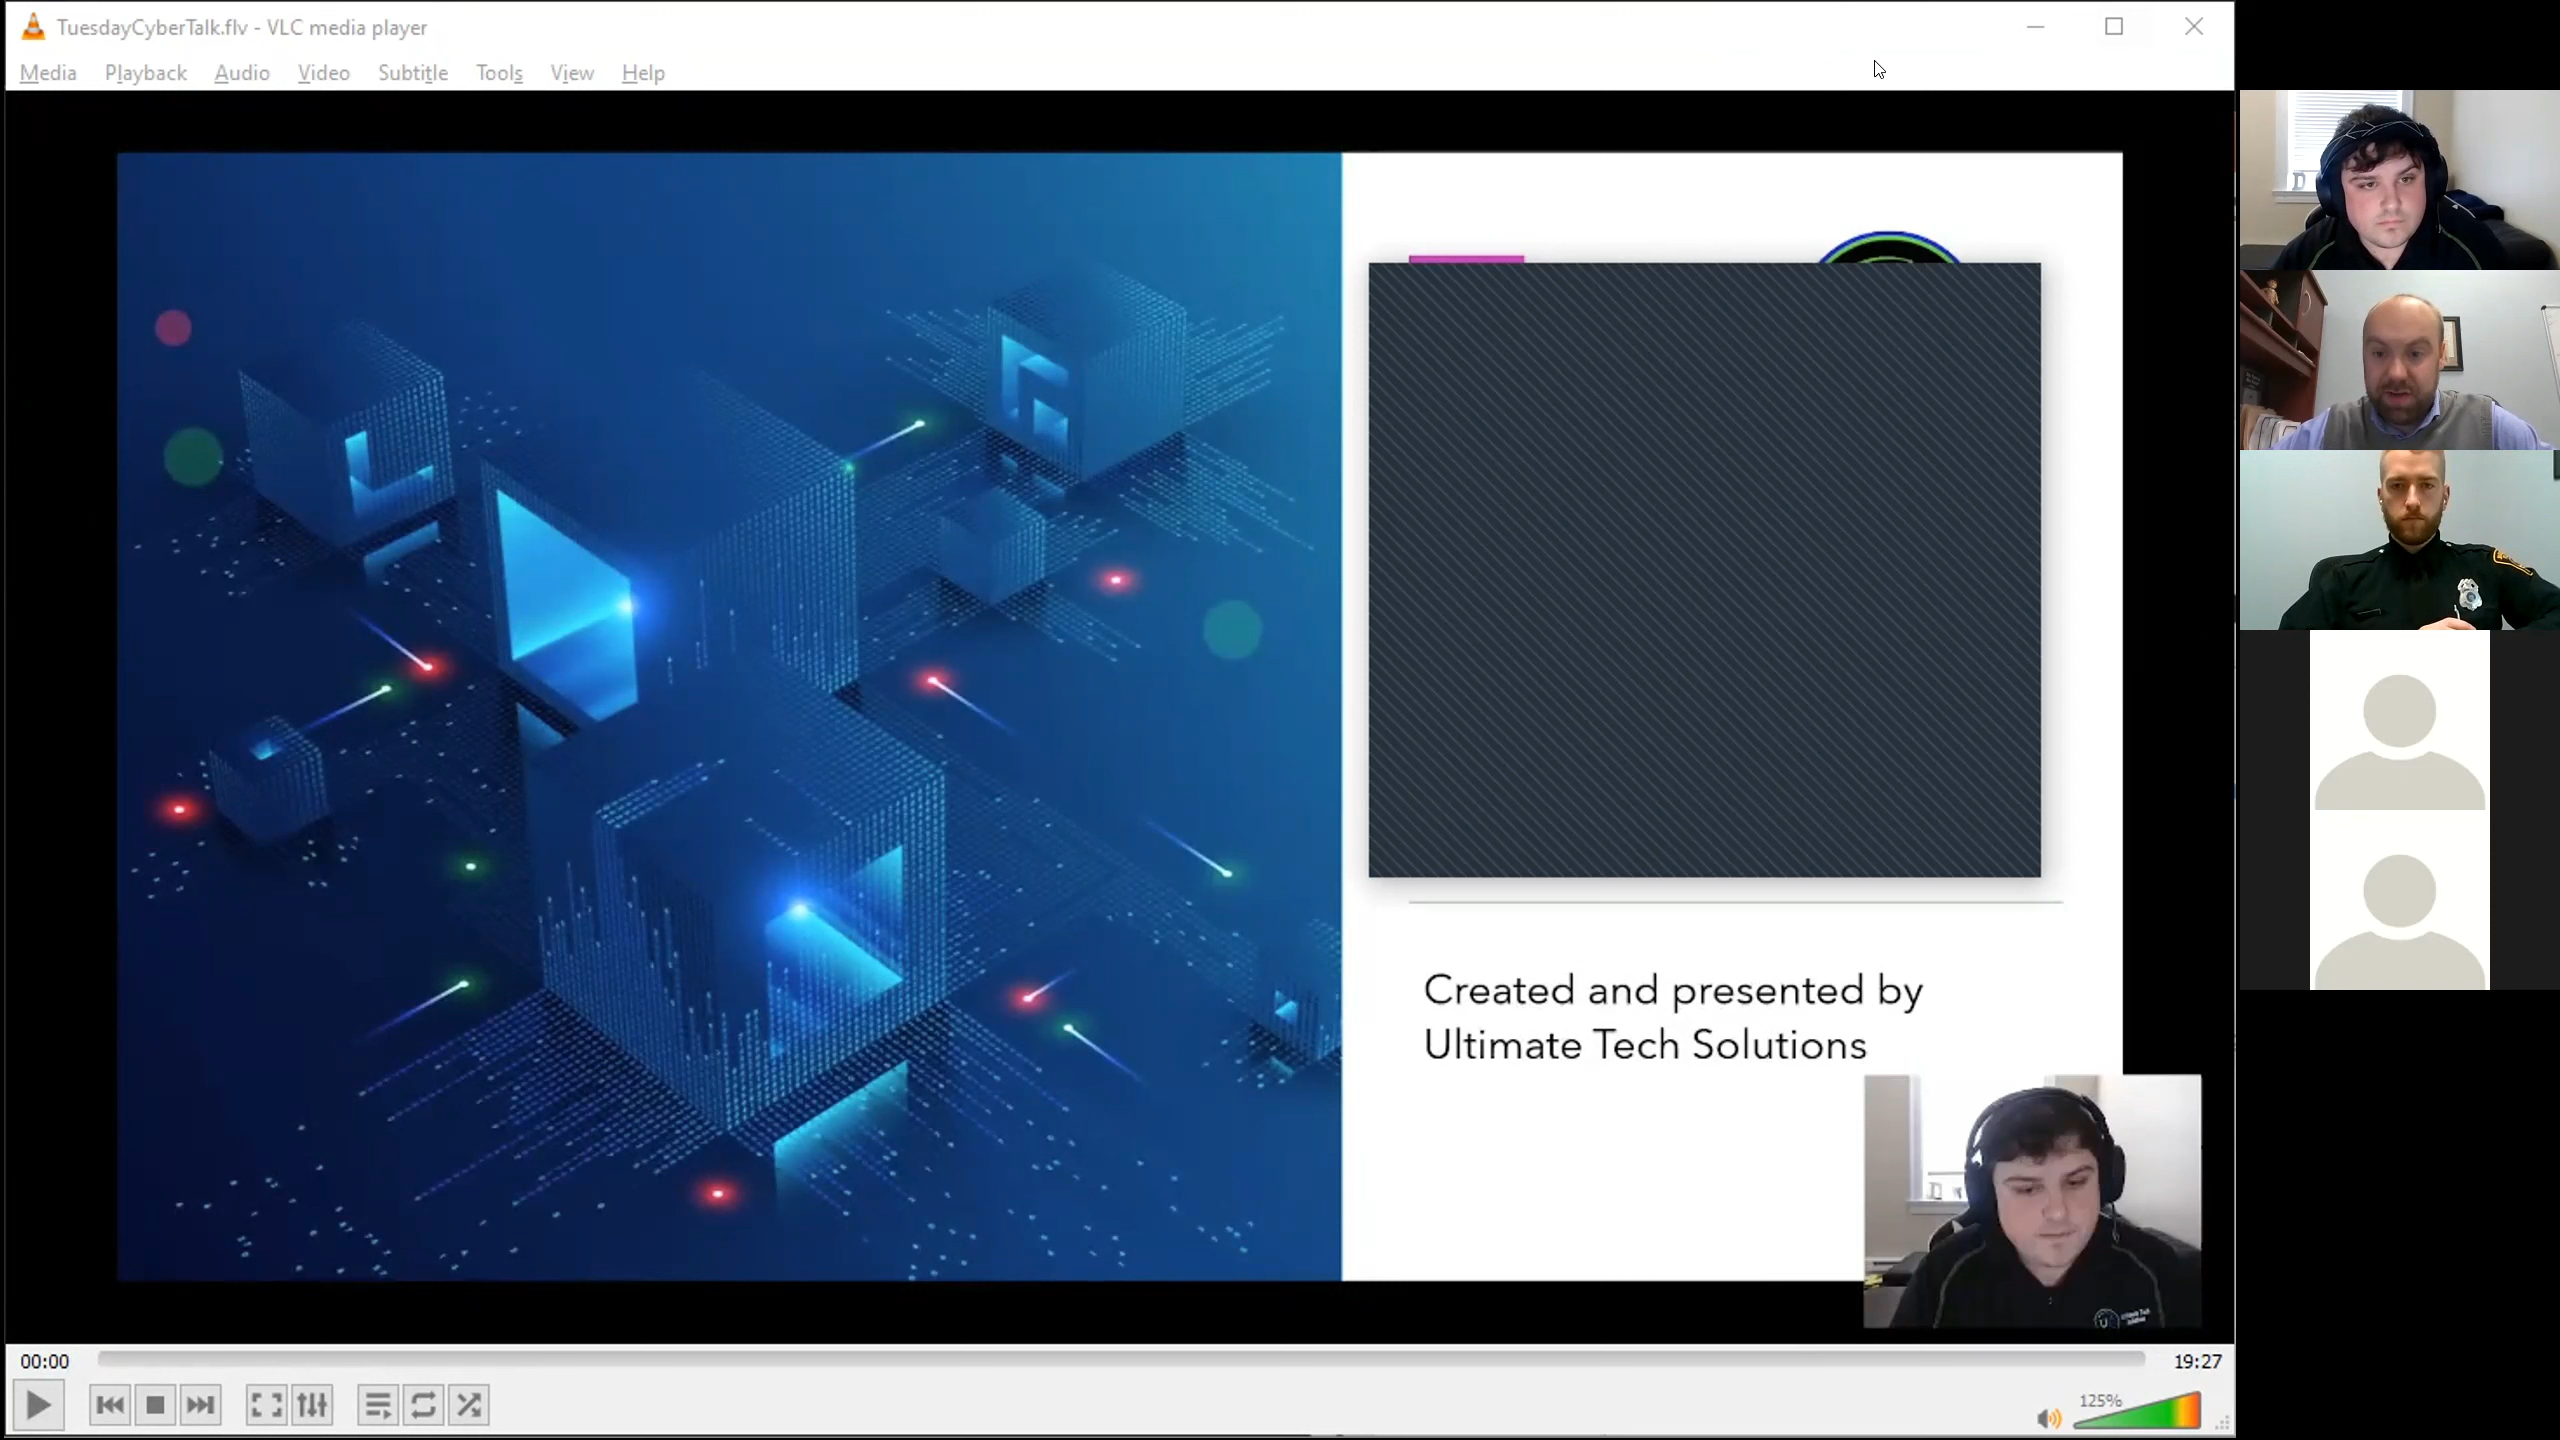 TuesdayCyberTalk.flv - VLC media player
Media Playback Audio Video Subtitle Tools View Help
Created and presented by
Ultimate Tech Solutions
00:00
19:27
125%